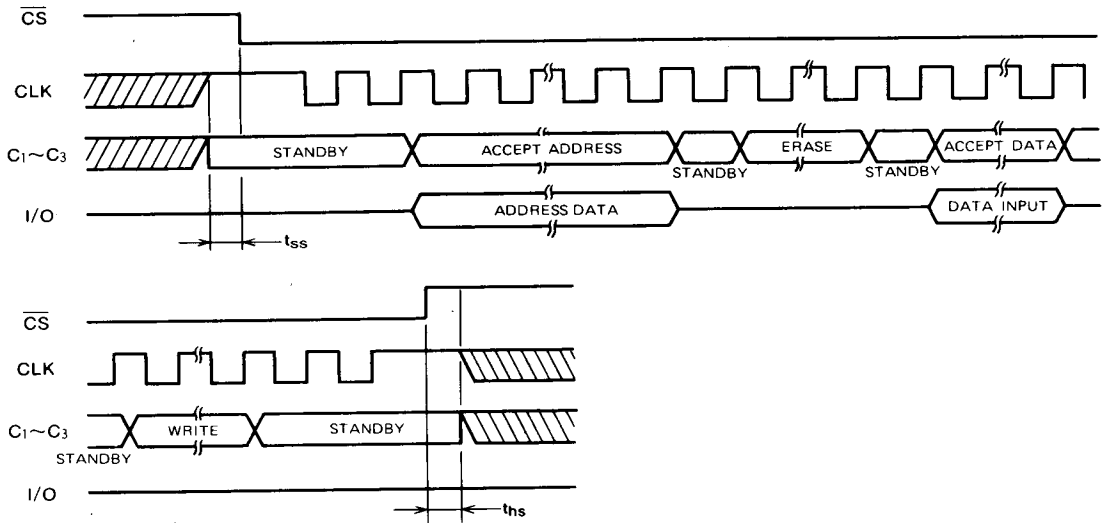 CS
CLK
C1~C3 STANDBY ACCEPT ADDRESS STANDBY ERASE STANDBY ACCEPT DATA
I/O ADDRESS DATA DATA INPUT
tss
CS
CLK
C1~C3 STANDBY WRITE STANDBY
I/O
ths